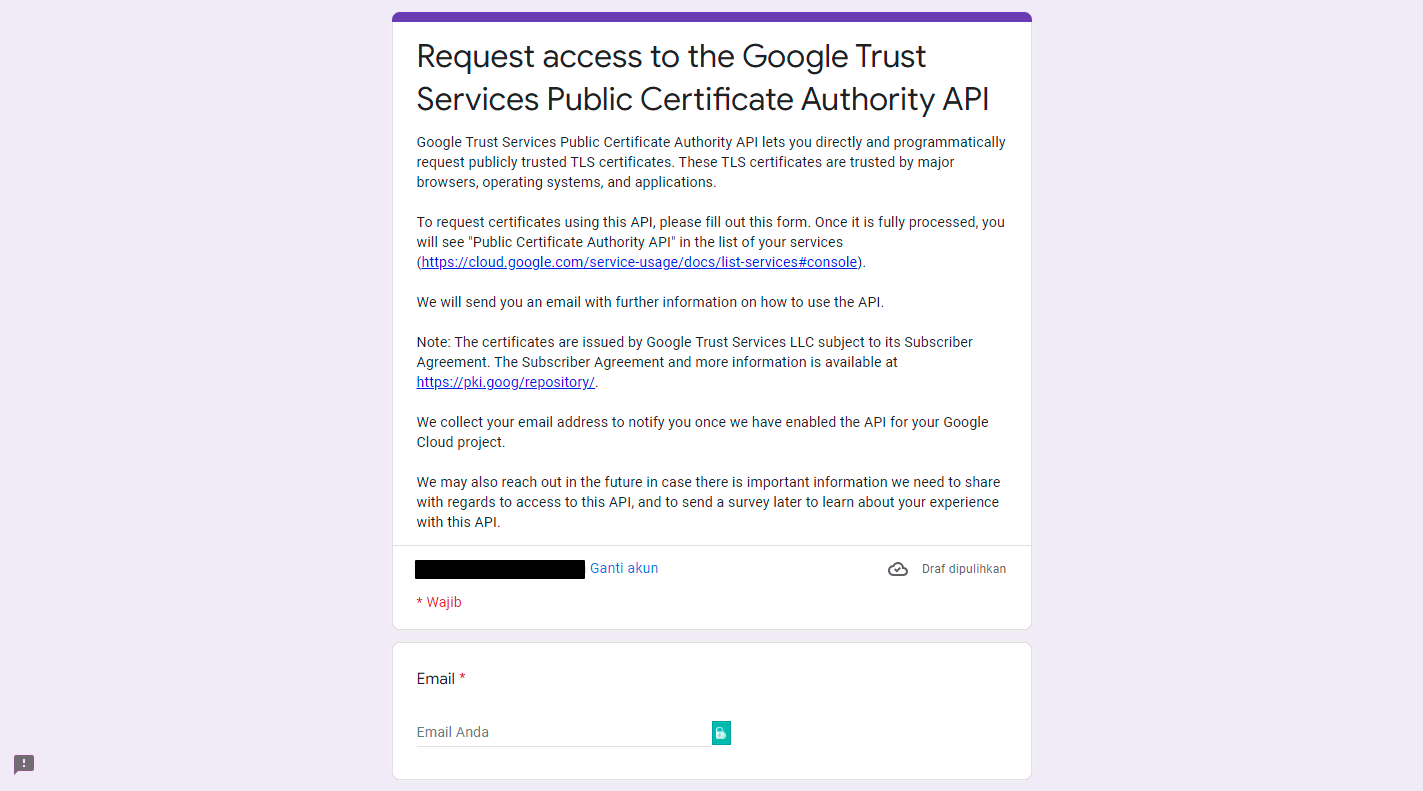 Request access to the Google Trust
Services Public Certificate Authority API
Google Trust Services Public Certificate Authority API lets you directly and programmatically
request publicly trusted TLS certificates. These TLS certificates are trusted by major
browsers, operating systems, and applications.
To request certificates using this API, please fill out this form. Once it is fully processed, you
will see "Public Certificate Authority API" in the list of your services
(https://cloud.google.com/service-usage/docs/list-services#console).
We will send you an email with further information on how to use the API.
Note: The certificates are issued by Google Trust Services LLC subject to its Subscriber
Agreement. The Subscriber Agreement and more information is available at
https://pki.goog/repository/.
We collect your email address to notify you once we have enabled the API for your Google
Cloud project.
We may also reach out in the future in case there is important information we need to share
with regards to access to this API, and to send a survey later to learn about your experience
with this API.
Ganti akun
Draf dipulihkan
* Wajib
Email *
Email Anda